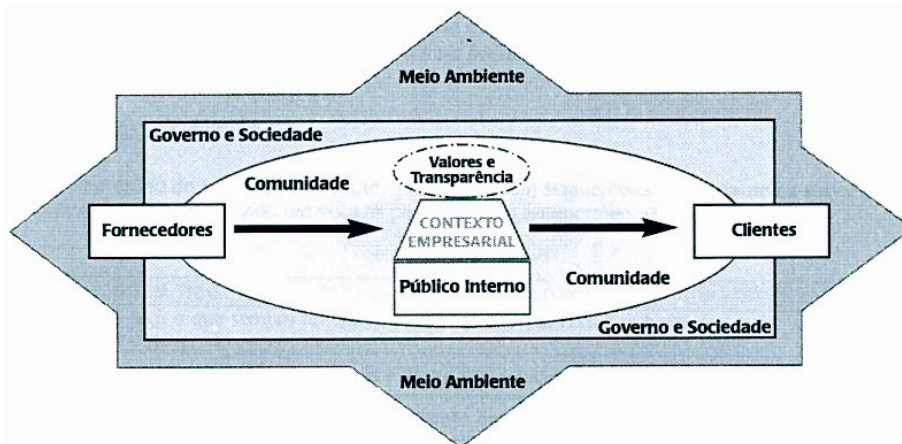 Meio Ambiente
Governo e Sociedade
Valores e
Transparência
Comunidade
Fornecedores
CONTEXTO
EMPRESARIAL
Clientes
Público Interno
Comunidade
Governo e Sociedade
Meio Ambiente